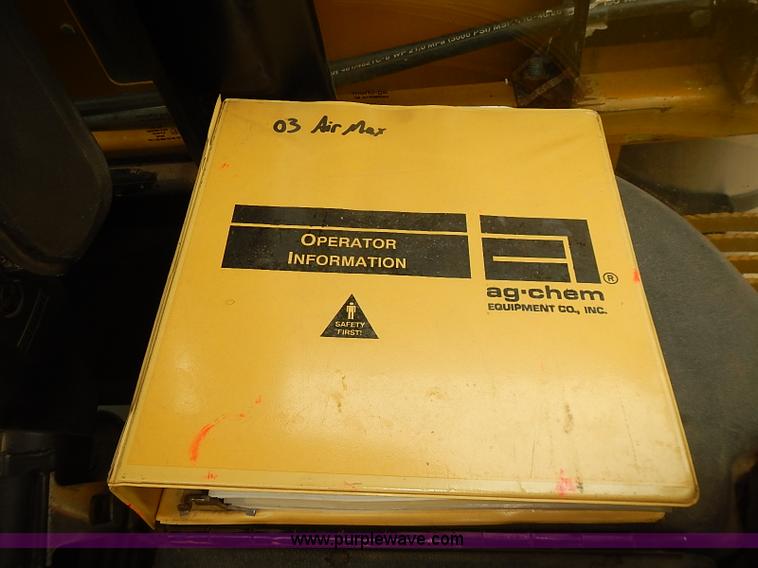 03 Air Max
OPERATOR
INFORMATION
®
ag·chem
EQUIPMENT CO., INC.
SAFETY
FIRST!
www.purplewave.com